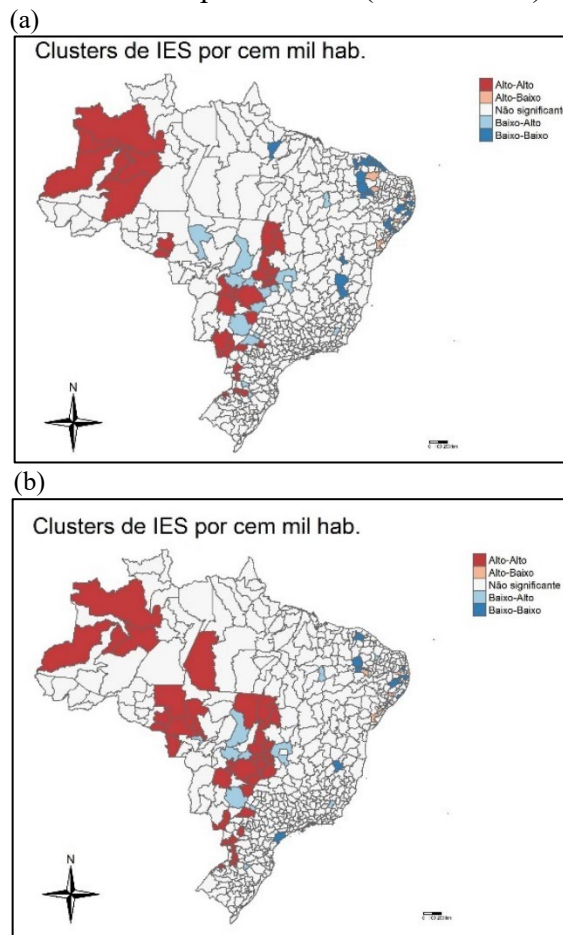 (a)
Clusters de IES por cem mil hab.
Alto-Alto
Alto-Baixo
Não significante
Baixo-Alto
Baixo-Baixo
N
(b)
Clusters de IES por cem mil hab.
Alto-Alto
Alto-Baixo
Não significante
Baixo-Alto
Baixo-Baixo
N